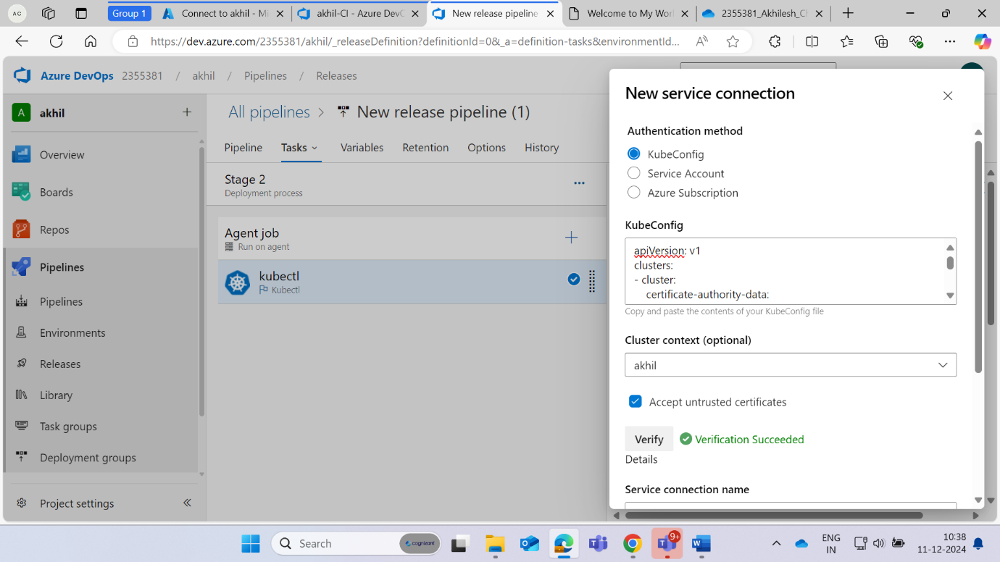 AC
Group 1
Connect to akhil - Mi
akhil-CI - Azure DevO
New release pipeline
Welcome to My Wor
2355381_Akhilesh_Ch
https://dev.azure.com/2355381/akhil/_releaseDefinition?definitionId=0&_a=definition-tasks&environmentId...
Azure DevOps 2355381 / akhil / Pipelines / Releases
A akhil
Overview
Boards
Repos
Pipelines
Pipelines
Environments
Releases
Library
Task groups
Deployment groups
Project settings
All pipelines > New release pipeline (1)
Pipeline Tasks Variables Retention Options History
Stage 2
Deployment process
Agent job
Run on agent
kubectl
Kubectl
New service connection
Authentication method
KubeConfig
Service Account
Azure Subscription
KubeConfig
apiVersion: v1
clusters:
- cluster:
certificate-authority-data:
Copy and paste the contents of your KubeConfig file
Cluster context (optional)
akhil
Accept untrusted certificates
Verify Verification Succeeded
Details
Service connection name
Search
cognizant
9+
ENG
IN
10:38
11-12-2024